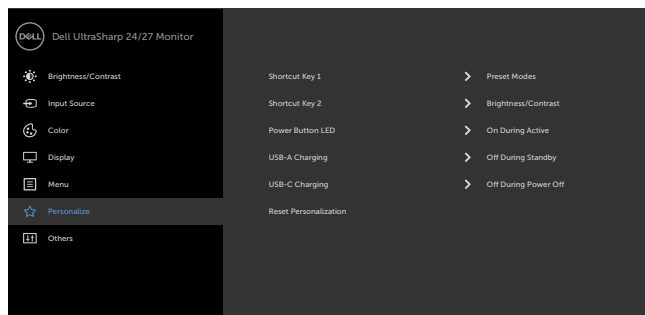 DELL Dell UltraSharp 24/27 Monitor
Brightness/Contrast Shortcut Key 1 Preset Modes
Input Source Shortcut Key 2 Brightness/Contrast
Color Power Button LED On During Active
Display USB-A Charging Off During Standby
Menu USB-C Charging Off During Power Off
Personalize Reset Personalization
Others